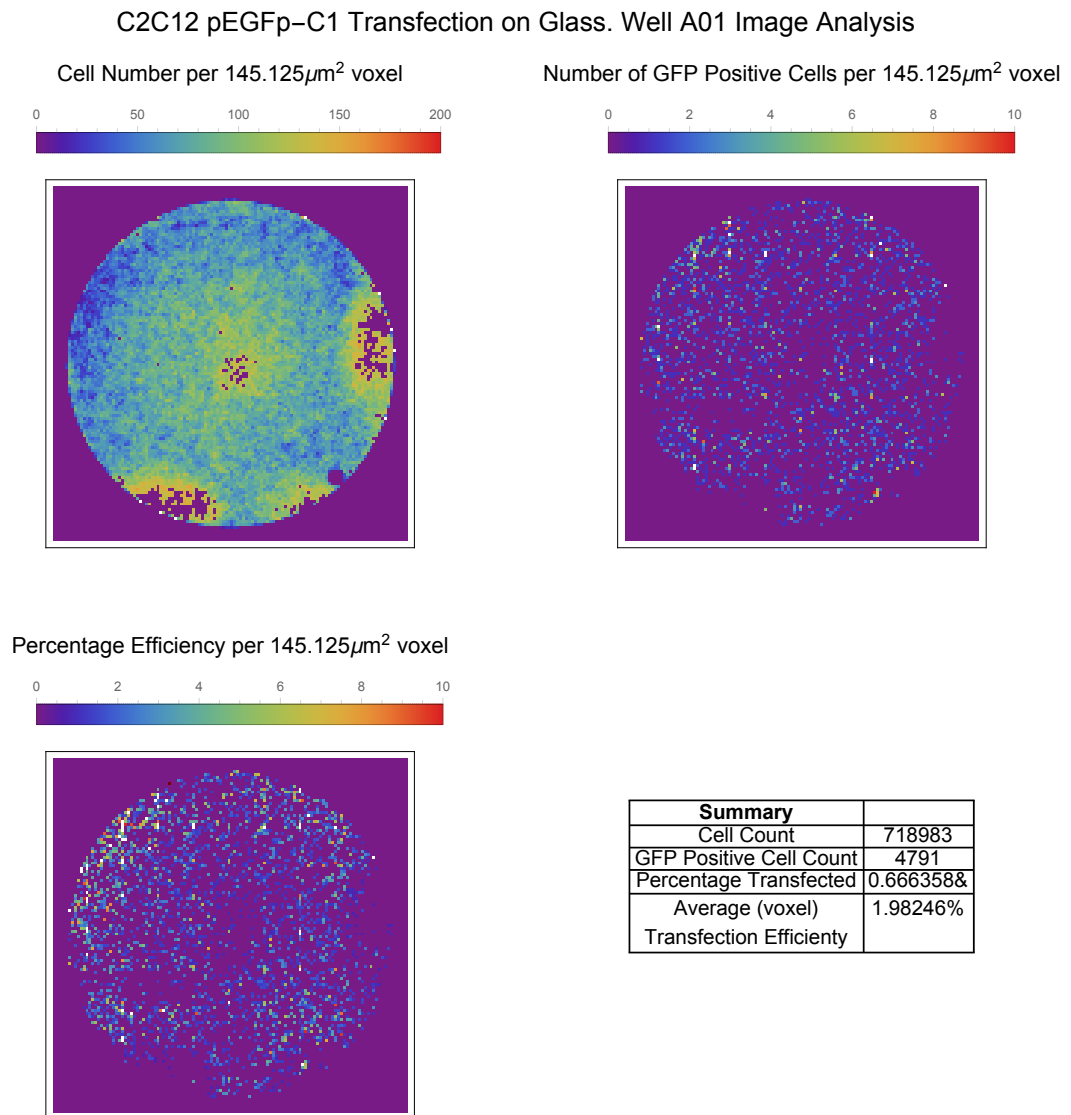 C2C12 pEGFp−C1 Transfection on Glass. Well A01 Image Analysis
Cell Number per 145.125μm² voxel
0 50 100 150 200
Number of GFP Positive Cells per 145.125μm² voxel
0 2 4 6 8 10
Percentage Efficiency per 145.125μm² voxel
0 2 4 6 8 10
Summary
Cell Count 718983
GFP Positive Cell Count 4791
Percentage Transfected 0.666358&
Average (voxel) 1.98246%
Transfection Efficienty